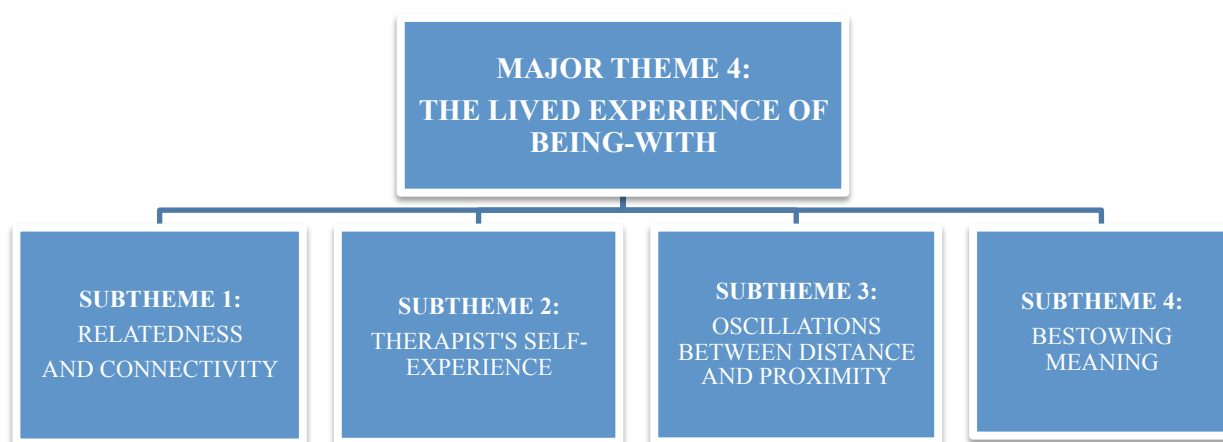 MAJOR THEME 4:
THE LIVED EXPERIENCE OF
BEING-WITH
SUBTHEME 1:
RELATEDNESS
AND CONNECTIVITY
SUBTHEME 2:
THERAPIST'S SELF-
EXPERIENCE
SUBTHEME 3:
OSCILLATIONS
BETWEEN DISTANCE
AND PROXIMITY
SUBTHEME 4:
BESTOWING
MEANING